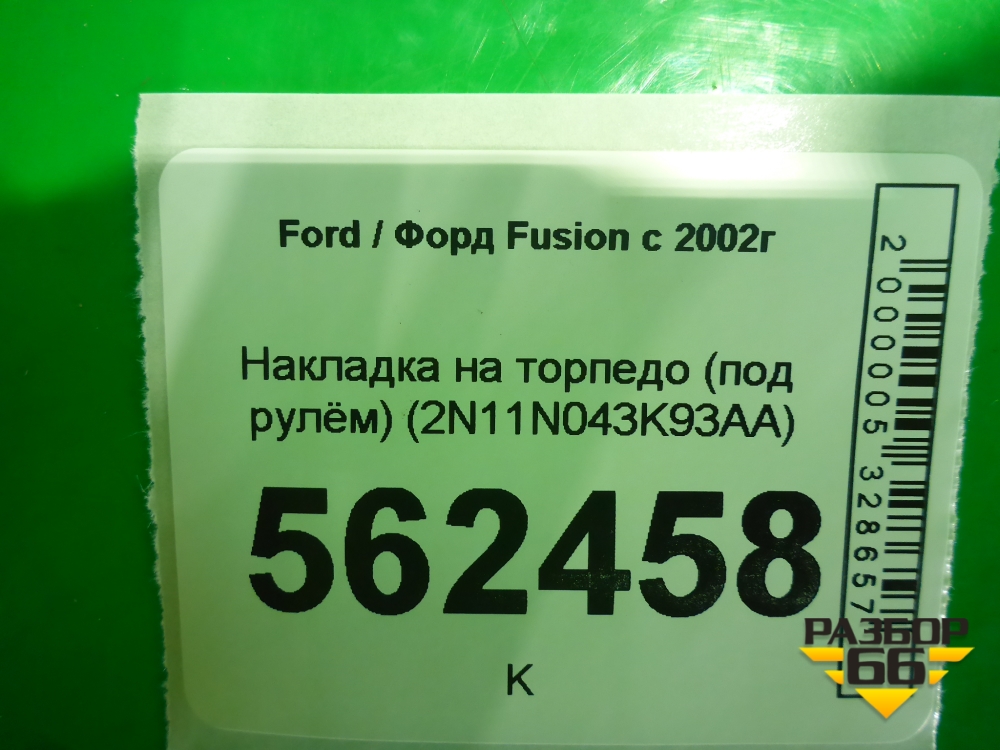 Ford / Форд Fusion с 2002г
Накладка на торпедо (под
рулём) (2N11N043K93AA)
562458
К
2000005328657
РАЗБОР
66